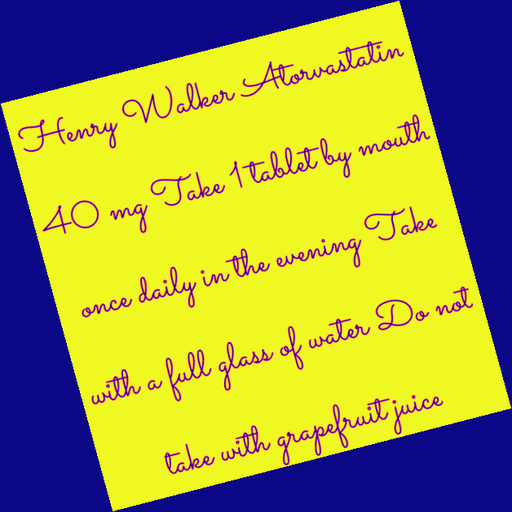 Henry Walker Atorvastatin
40 mg Take 1 tablet by mouth
once daily in the evening Take
with a full glass of water Do not
take with grapefruit juice